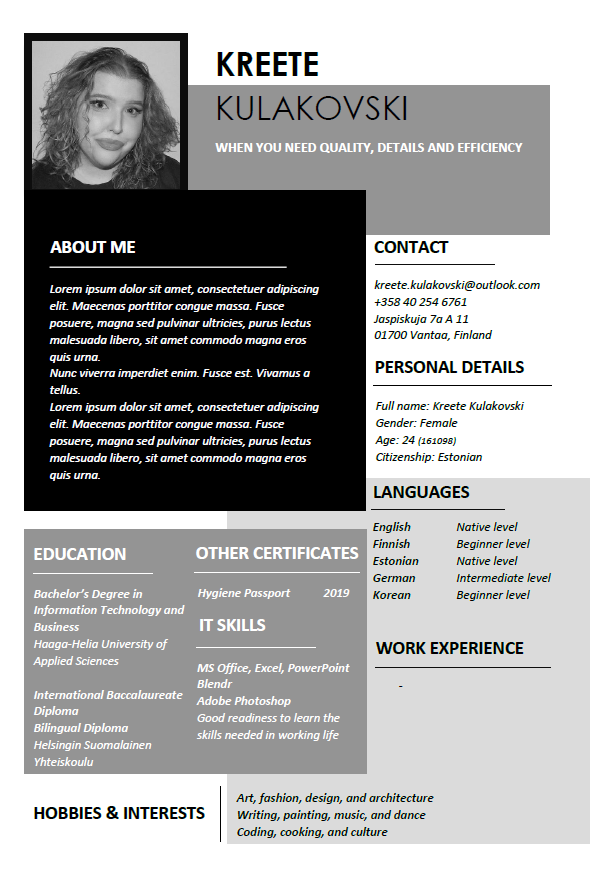 KREETE
KULAKOVSKI
WHEN YOU NEED QUALITY, DETAILS AND EFFICIENCY
ABOUT ME
Lorem ipsum dolor sit amet, consectetuer adipiscing
elit. Maecenas porttitor congue massa. Fusce
posuere, magna sed pulvinar ultricies, purus lectus
malesuada libero, sit amet commodo magna eros
quis urna.
Nunc viverra imperdiet enim. Fusce est. Vivamus a
tellus.
Lorem ipsum dolor sit amet, consectetuer adipiscing
elit. Maecenas porttitor congue massa. Fusce
posuere, magna sed pulvinar ultricies, purus lectus
malesuada libero, sit amet commodo magna eros
quis urna.
CONTACT
kreete.kulakovski@outlook.com
+358 40 254 6761
Jaspiskuja 7a A 11
01700 Vantaa, Finland
PERSONAL DETAILS
Full name: Kreete Kulakovski
Gender: Female
Age: 24 (161098)
Citizenship: Estonian
LANGUAGES
English Native level
Finnish Beginner level
Estonian Native level
German Intermediate level
Korean Beginner level
EDUCATION
Bachelor's Degree in
Information Technology and
Business
Haaga-Helia University of
Applied Sciences
International Baccalaureate
Diploma
Bilingual Diploma
Helsingin Suomalainen
Yhteiskoulu
OTHER CERTIFICATES
Hygiene Passport 2019
IT SKILLS
MS Office, Excel, PowerPoint
Blendr
Adobe Photoshop
Good readiness to learn the
skills needed in working life
WORK EXPERIENCE
-
HOBBIES & INTERESTS
Art, fashion, design, and architecture
Writing, painting, music, and dance
Coding, cooking, and culture